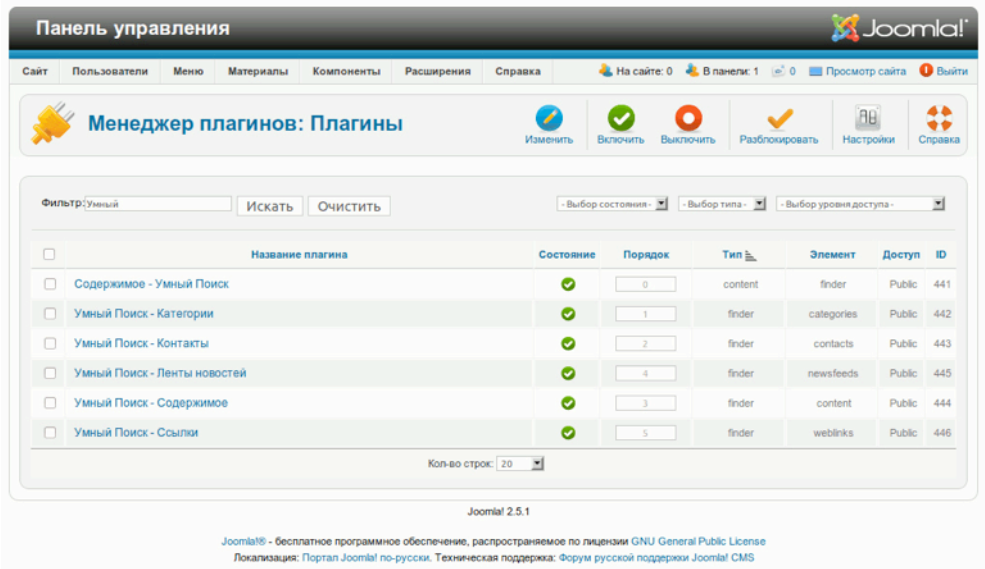 Панель управления Joomla!
Сайт Пользователи Меню Материалы Компоненты Расширения Справка На сайте: 0 В панели: 1 0 Просмотр сайта Выйти
Менеджер плагинов: Плагины
Изменить Включить Выключить Разблокировать Настройки Справка
Фильтр: Умный Искать Очистить - Выбор состояния - - Выбор типа - - Выбор уровня доступа -
Название плагина Состояние Порядок Тип Элемент Доступ ID
Содержимое - Умный Поиск 0 content finder Public 441
Умный Поиск - Категории 1 finder categories Public 442
Умный Поиск - Контакты 2 finder contacts Public 443
Умный Поиск - Ленты новостей 4 finder newsfeeds Public 445
Умный Поиск - Содержимое 3 finder content Public 444
Умный Поиск - Ссылки 5 finder weblinks Public 446
Кол-во строк: 20
Joomla! 2.5.1
Joomla!® - бесплатное программное обеспечение, распространяемое по лицензии GNU General Public License
Локализация: Портал Joomla! по-русски. Техническая поддержка: Форум русской поддержки Joomla! CMS